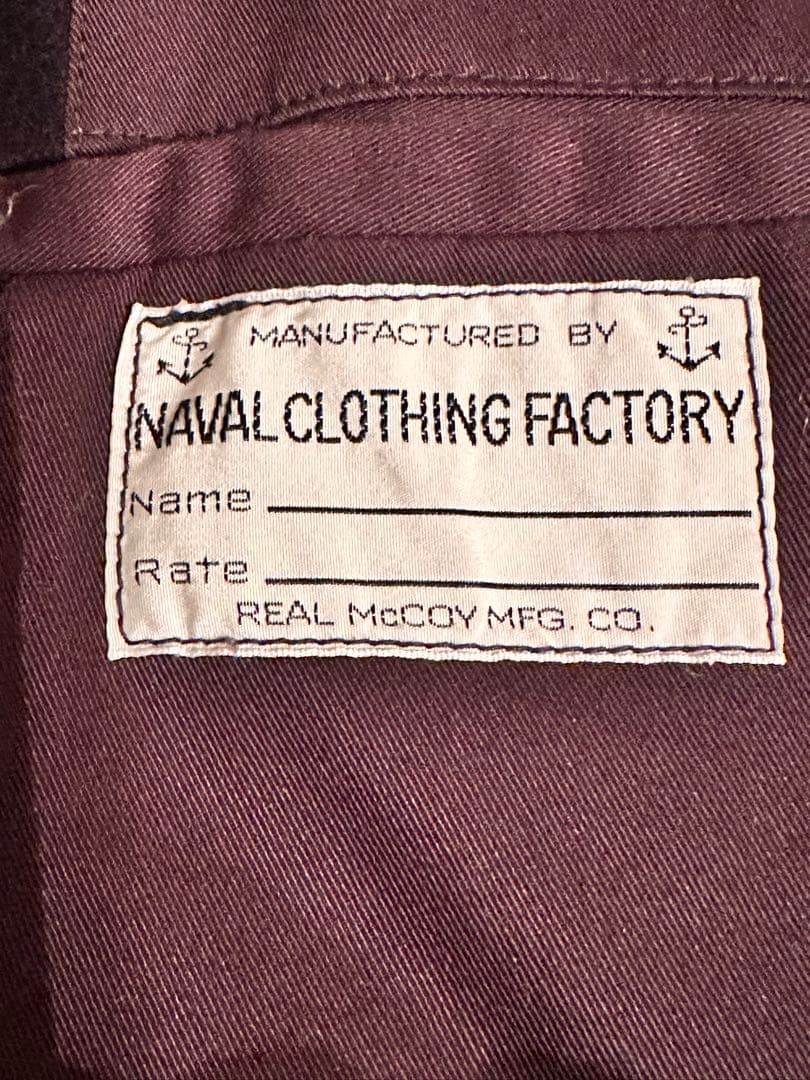 MANUFACTURED BY
NAVAL CLOTHING FACTORY
Name
Rate
REAL McCOY MFG. CO.